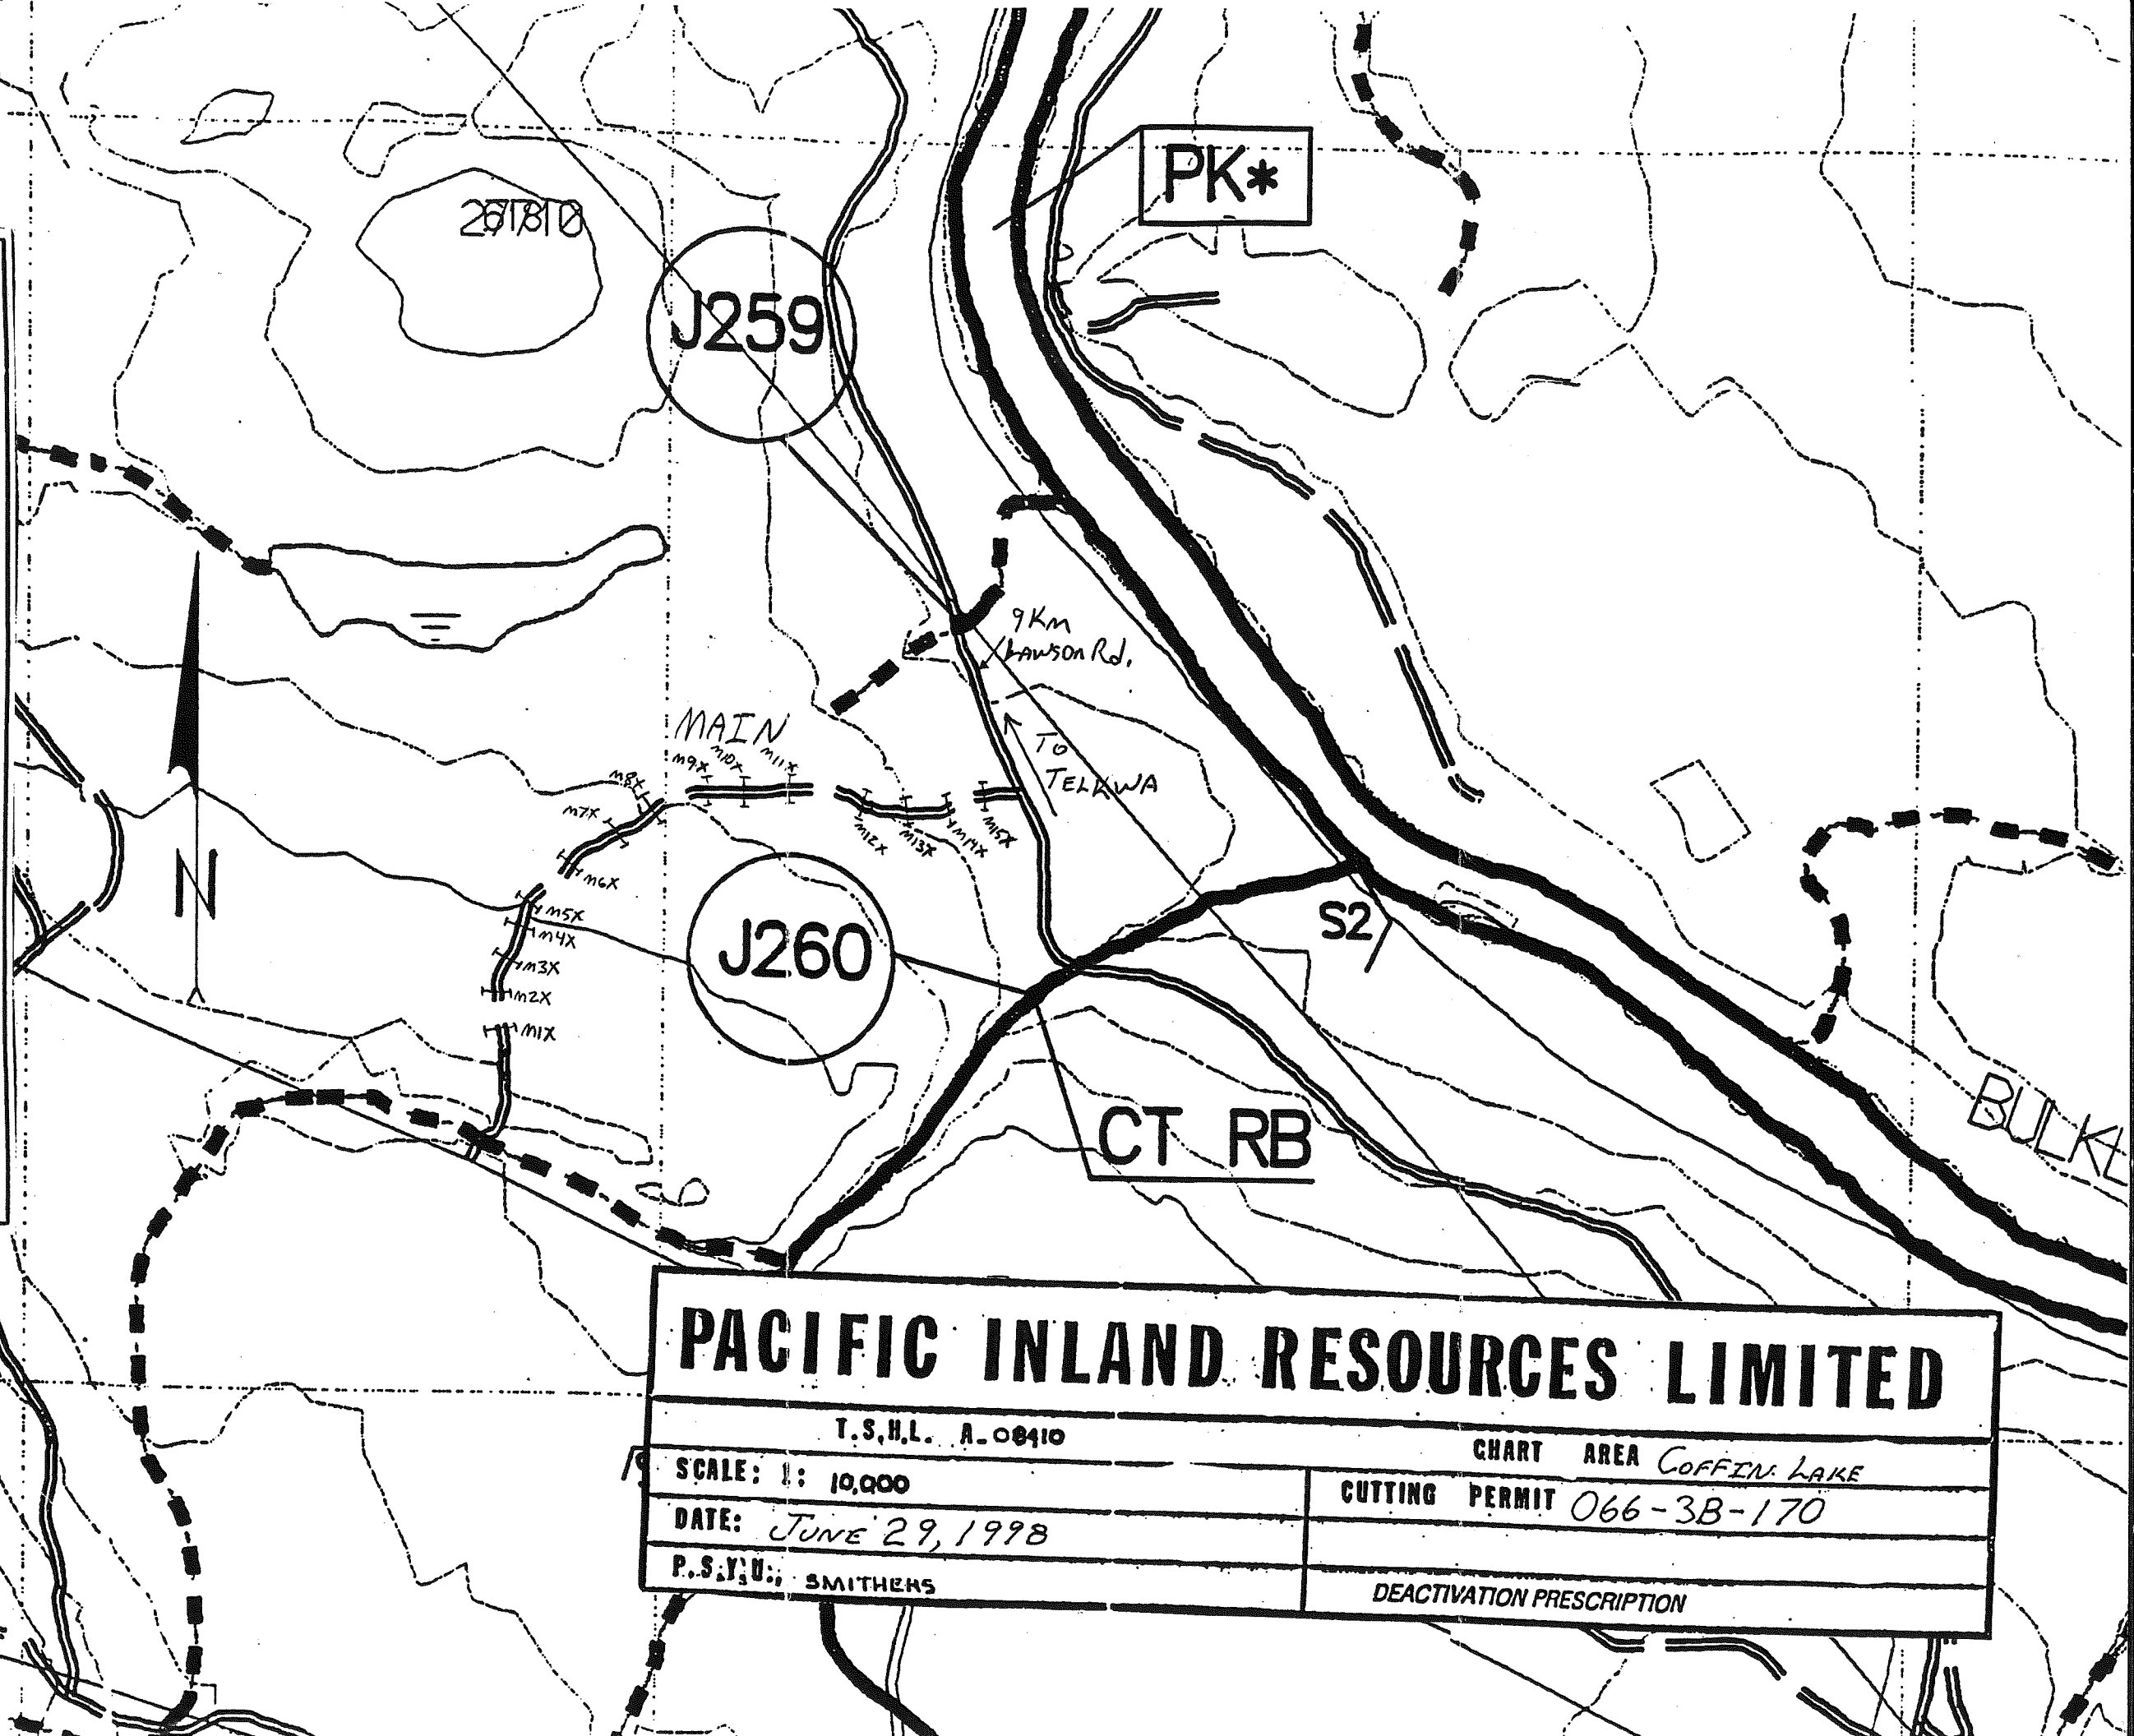 PK*
J259
9 Km
Lawson Rd.
MAIN
To
TELKWA
M9X
M10X
M11X
M8X
M7X
M12X
M13X
M14X
M15X
M6X
M5X
M4X
M3X
M2X
M1X
N
J260
S2
CT RB
BULKL
PACIFIC INLAND RESOURCES LIMITED
T.S.H.L. A-08410
CHART AREA COFFIN LAKE
SCALE: 1: 10,000
CUTTING PERMIT 066-3B-170
DATE: JUNE 29, 1998
P.S.Y.U.: SMITHERS
DEACTIVATION PRESCRIPTION